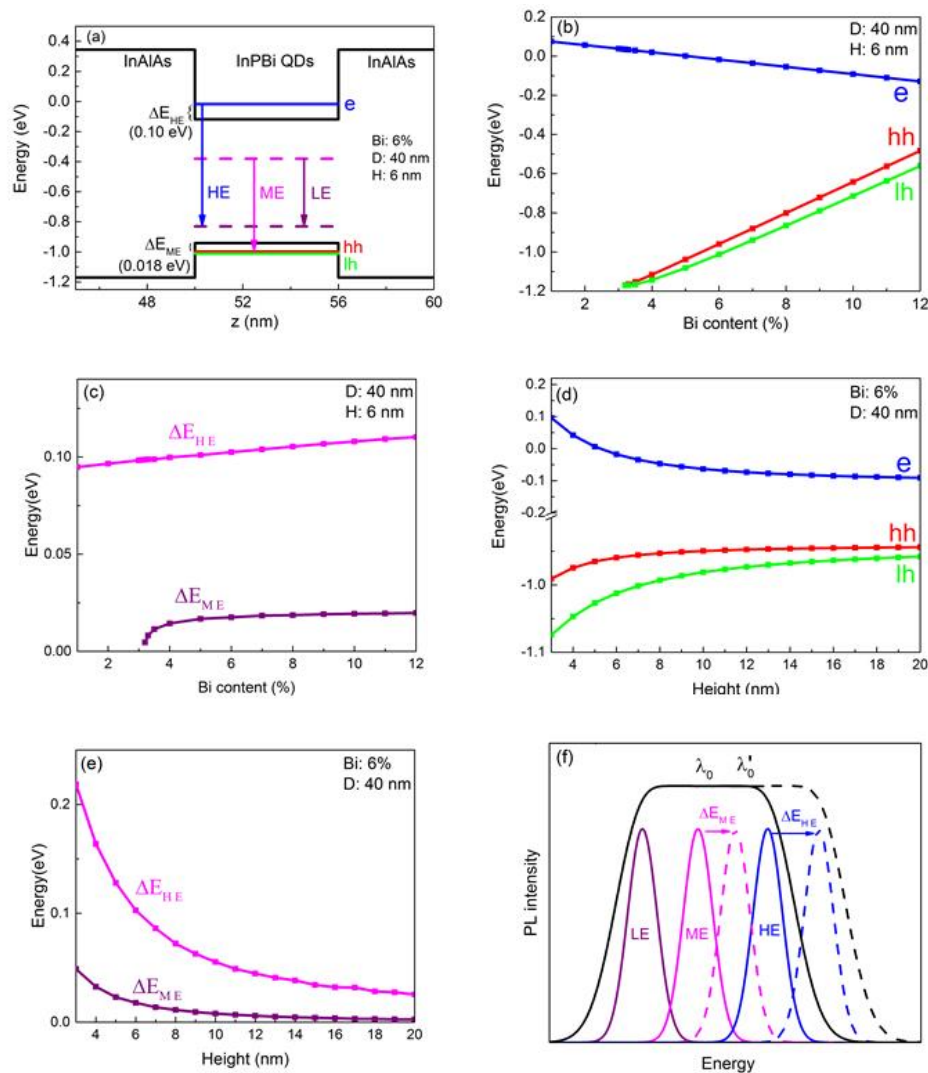 (a)
InAlAs InPBi QDs InAlAs
e
ΔE_HE {
(0.10 eV)
Bi: 6%
D: 40 nm
H: 6 nm
HE ME LE
ΔE_ME {
(0.018 eV)
hh
lh
Energy (eV)
0.4
0.2
0.0
-0.2
-0.4
-0.6
-0.8
-1.0
-1.2
48 52 56 60
z (nm)
(b)
D: 40 nm
H: 6 nm
e
hh
lh
Energy (eV)
0.2
0.0
-0.2
-0.4
-0.6
-0.8
-1.0
-1.2
2 4 6 8 10 12
Bi content (%)
(c)
D: 40 nm
H: 6 nm
ΔE_HE
ΔE_ME
Energy(eV)
0.10
0.05
0.00
2 4 6 8 10 12
Bi content (%)
(d)
Bi: 6%
D: 40 nm
e
hh
lh
Energy(eV)
0.2
0.1
0.0
-0.1
-0.2
-1.0
-1.1
4 6 8 10 12 14 16 18 20
Height (nm)
(e)
Bi: 6%
D: 40 nm
ΔE_HE
ΔE_ME
Energy(eV)
0.2
0.1
0.0
4 6 8 10 12 14 16 18 20
Height (nm)
(f)
λ₀ λ₀'
ΔE_ME ΔE_HE
LE ME HE
PL intensity
Energy